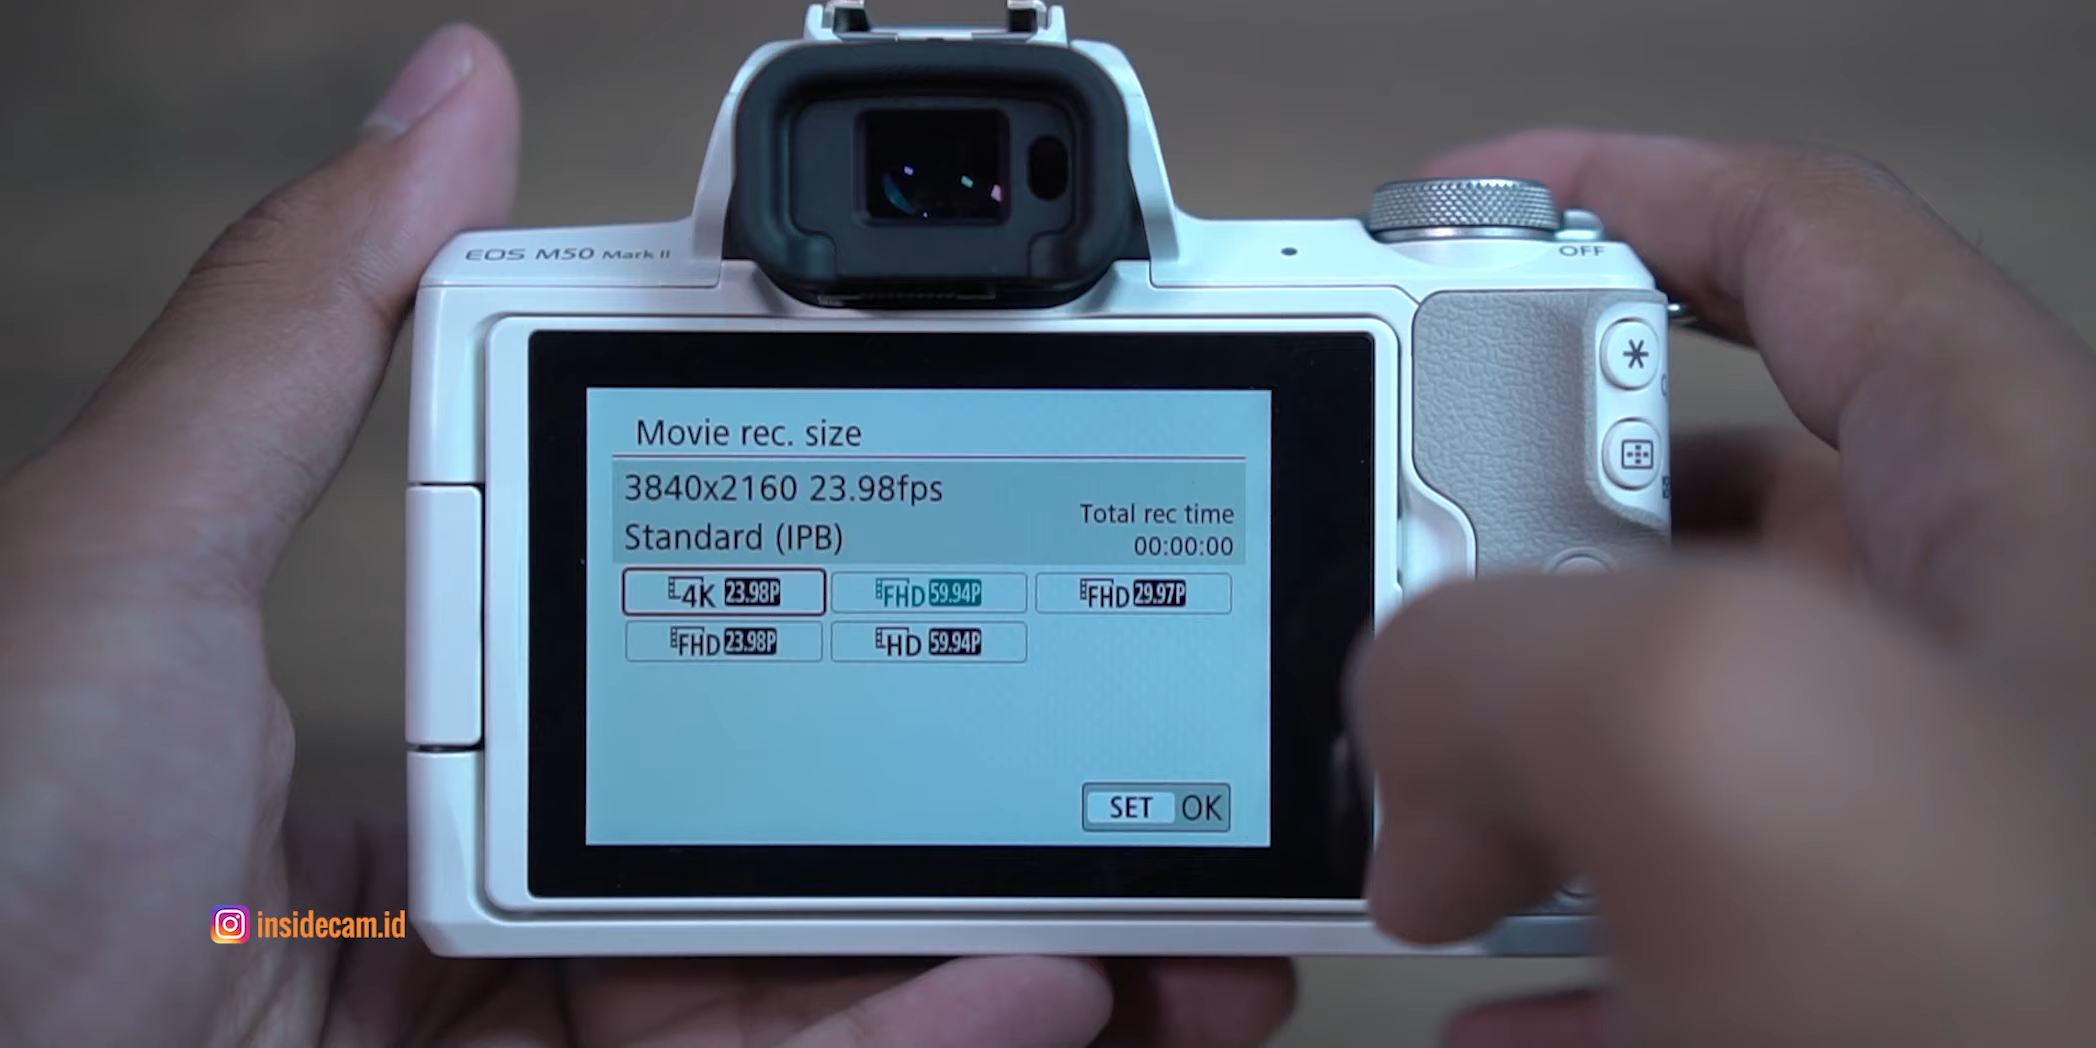 EOS M50 Mark II
OFF
Movie rec. size
3840x2160 23.98fps
Standard (IPB)
Total rec time
00:00:00
4K 23.98P
FHD 59.94P
FHD 29.97P
FHD 23.98P
HD 59.94P
SET OK
insidecam.id